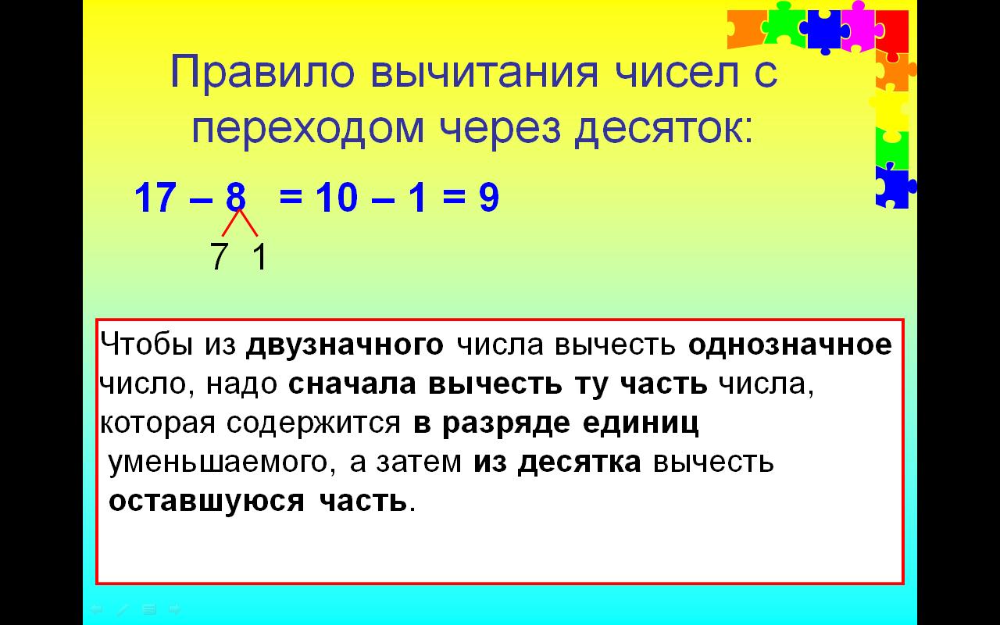 Правило вычитания чисел с
переходом через десяток:
17 – 8 = 10 – 1 = 9
7 1
Чтобы из двузначного числа вычесть однозначное
число, надо сначала вычесть ту часть числа,
которая содержится в разряде единиц
уменьшаемого, а затем из десятка вычесть
оставшуюся часть.